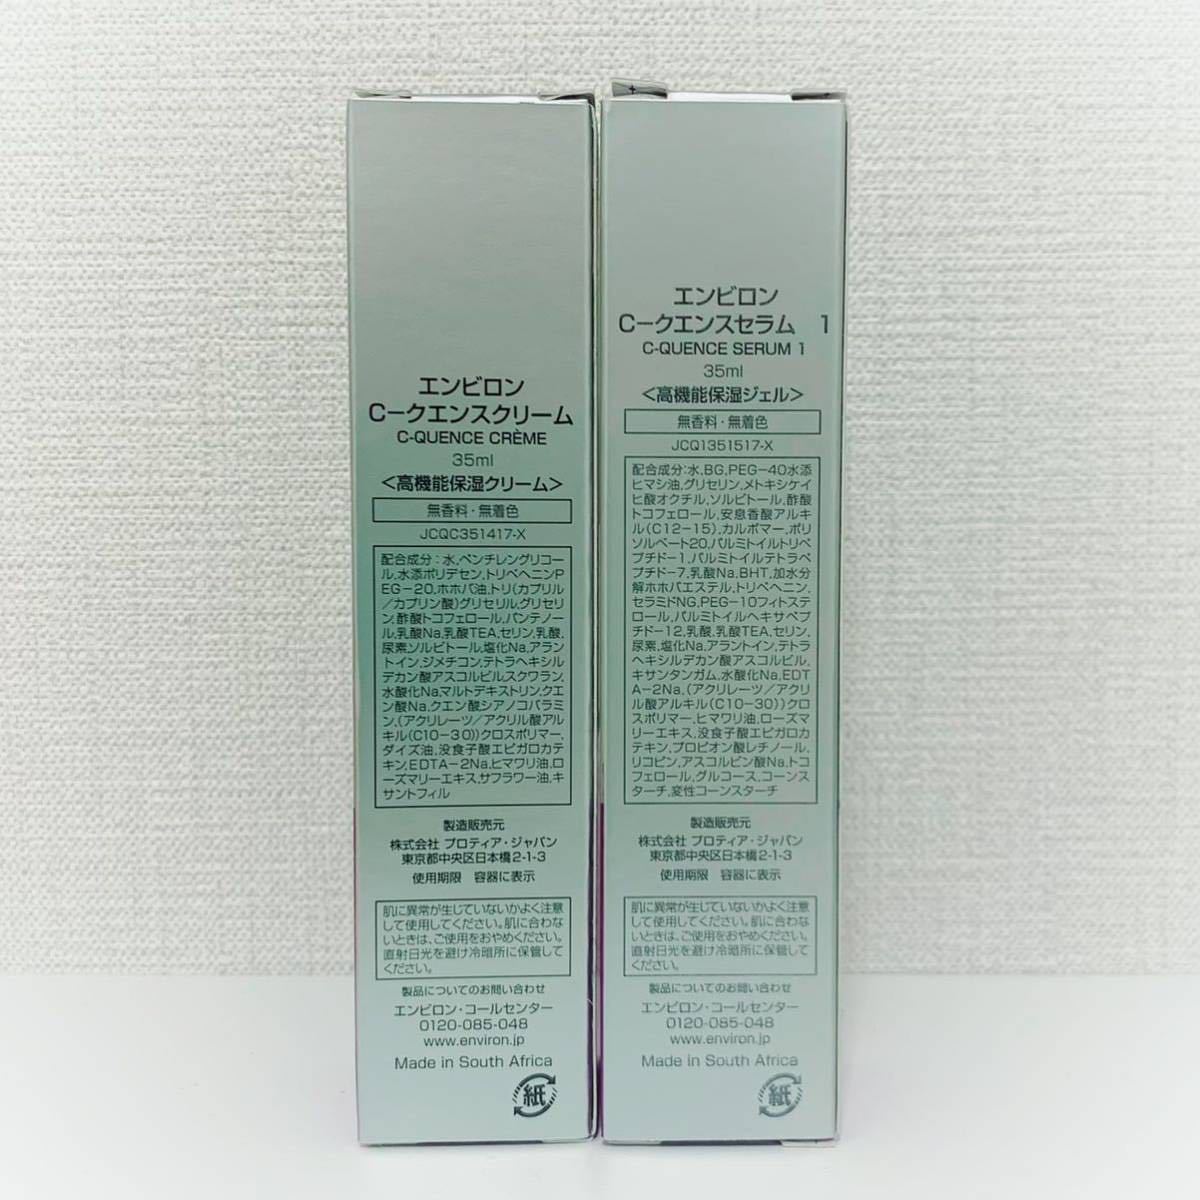 エンビロン
C−クエンスクリーム
C-QUENCE CRÈME
35ml
＜高機能保湿クリーム＞
無香料・無着色
JCQC351417-X
配合成分:水,ペンチレングリコー
ル,水添ポリデセン,トリベヘニンP
EG−20,ホホバ油,トリ(カプリル
／カプリン酸)グリセリル,グリセリ
ン,酢酸トコフェロール,パンテノー
ル,乳酸Na,乳酸TEA,セリン,乳酸,
尿素,ソルビトール,塩化Na,アラン
トイン,ジメチコン,テトラヘキシル
デカン酸アスコルビル,スクワラン,
水酸化Na,マルトデキストリン,クエ
ン酸Na,クエン酸,シアノコバラミ
ン,(アクリレーツ／アクリル酸アル
キル(C10−30))クロスポリマー,
ダイズ油,没食子酸エピガロカテ
キン,EDTA−2Na,ヒマワリ油,ロ
ーズマリーエキス,サフラワー油,キ
サントフィル
製造販売元
株式会社 プロティア・ジャパン
東京都中央区日本橋2-1-3
使用期限　容器に表示
肌に異常が生じていないかよく注意
して使用してください。肌に合わな
いときは、ご使用をおやめください。
直射日光を避け冷暗所に保管して
ください。
製品についてのお問い合わせ
エンビロン・コールセンター
0120-085-048
www.environ.jp
Made in South Africa
紙
エンビロン
C−クエンスセラム　1
C-QUENCE SERUM 1
35ml
＜高機能保湿ジェル＞
無香料・無着色
JCQ1351517-X
配合成分:水,BG,PEG−40水添
ヒマシ油,グリセリン,メトキシケイ
ヒ酸オクチル,ソルビトール,酢酸
トコフェロール,安息香酸アルキ
ル(C12−15),カルボマー,ポリ
ソルベート20,パルミトイルトリペ
プチド−1,パルミトイルテトラペ
プチド−7,乳酸Na,BHT,加水分
解ホホバエステル,トリベヘニン,
セラミドNG,PEG−10フィトステ
ロール,パルミトイルヘキサペプ
チド−12,乳酸,乳酸TEA,セリン,
尿素,塩化Na,アラントイン,テトラ
ヘキシルデカン酸アスコルビル,
キサンタンガム,水酸化Na,EDT
A−2Na,(アクリレーツ／アクリ
ル酸アルキル(C10−30))クロ
スポリマー,ヒマワリ油,ローズマ
リーエキス,没食子酸エピガロカ
テキン,プロピオン酸レチノール,
リコピン,アスコルビン酸Na,トコ
フェロール,グルコース,コーンス
ターチ,変性コーンスターチ
製造販売元
株式会社 プロティア・ジャパン
東京都中央区日本橋2-1-3
使用期限　容器に表示
肌に異常が生じていないかよく注意
して使用してください。肌に合わな
いときは、ご使用をおやめください。
直射日光を避け冷暗所に保管して
ください。
製品についてのお問い合わせ
エンビロン・コールセンター
0120-085-048
www.environ.jp
Made in South Africa
紙